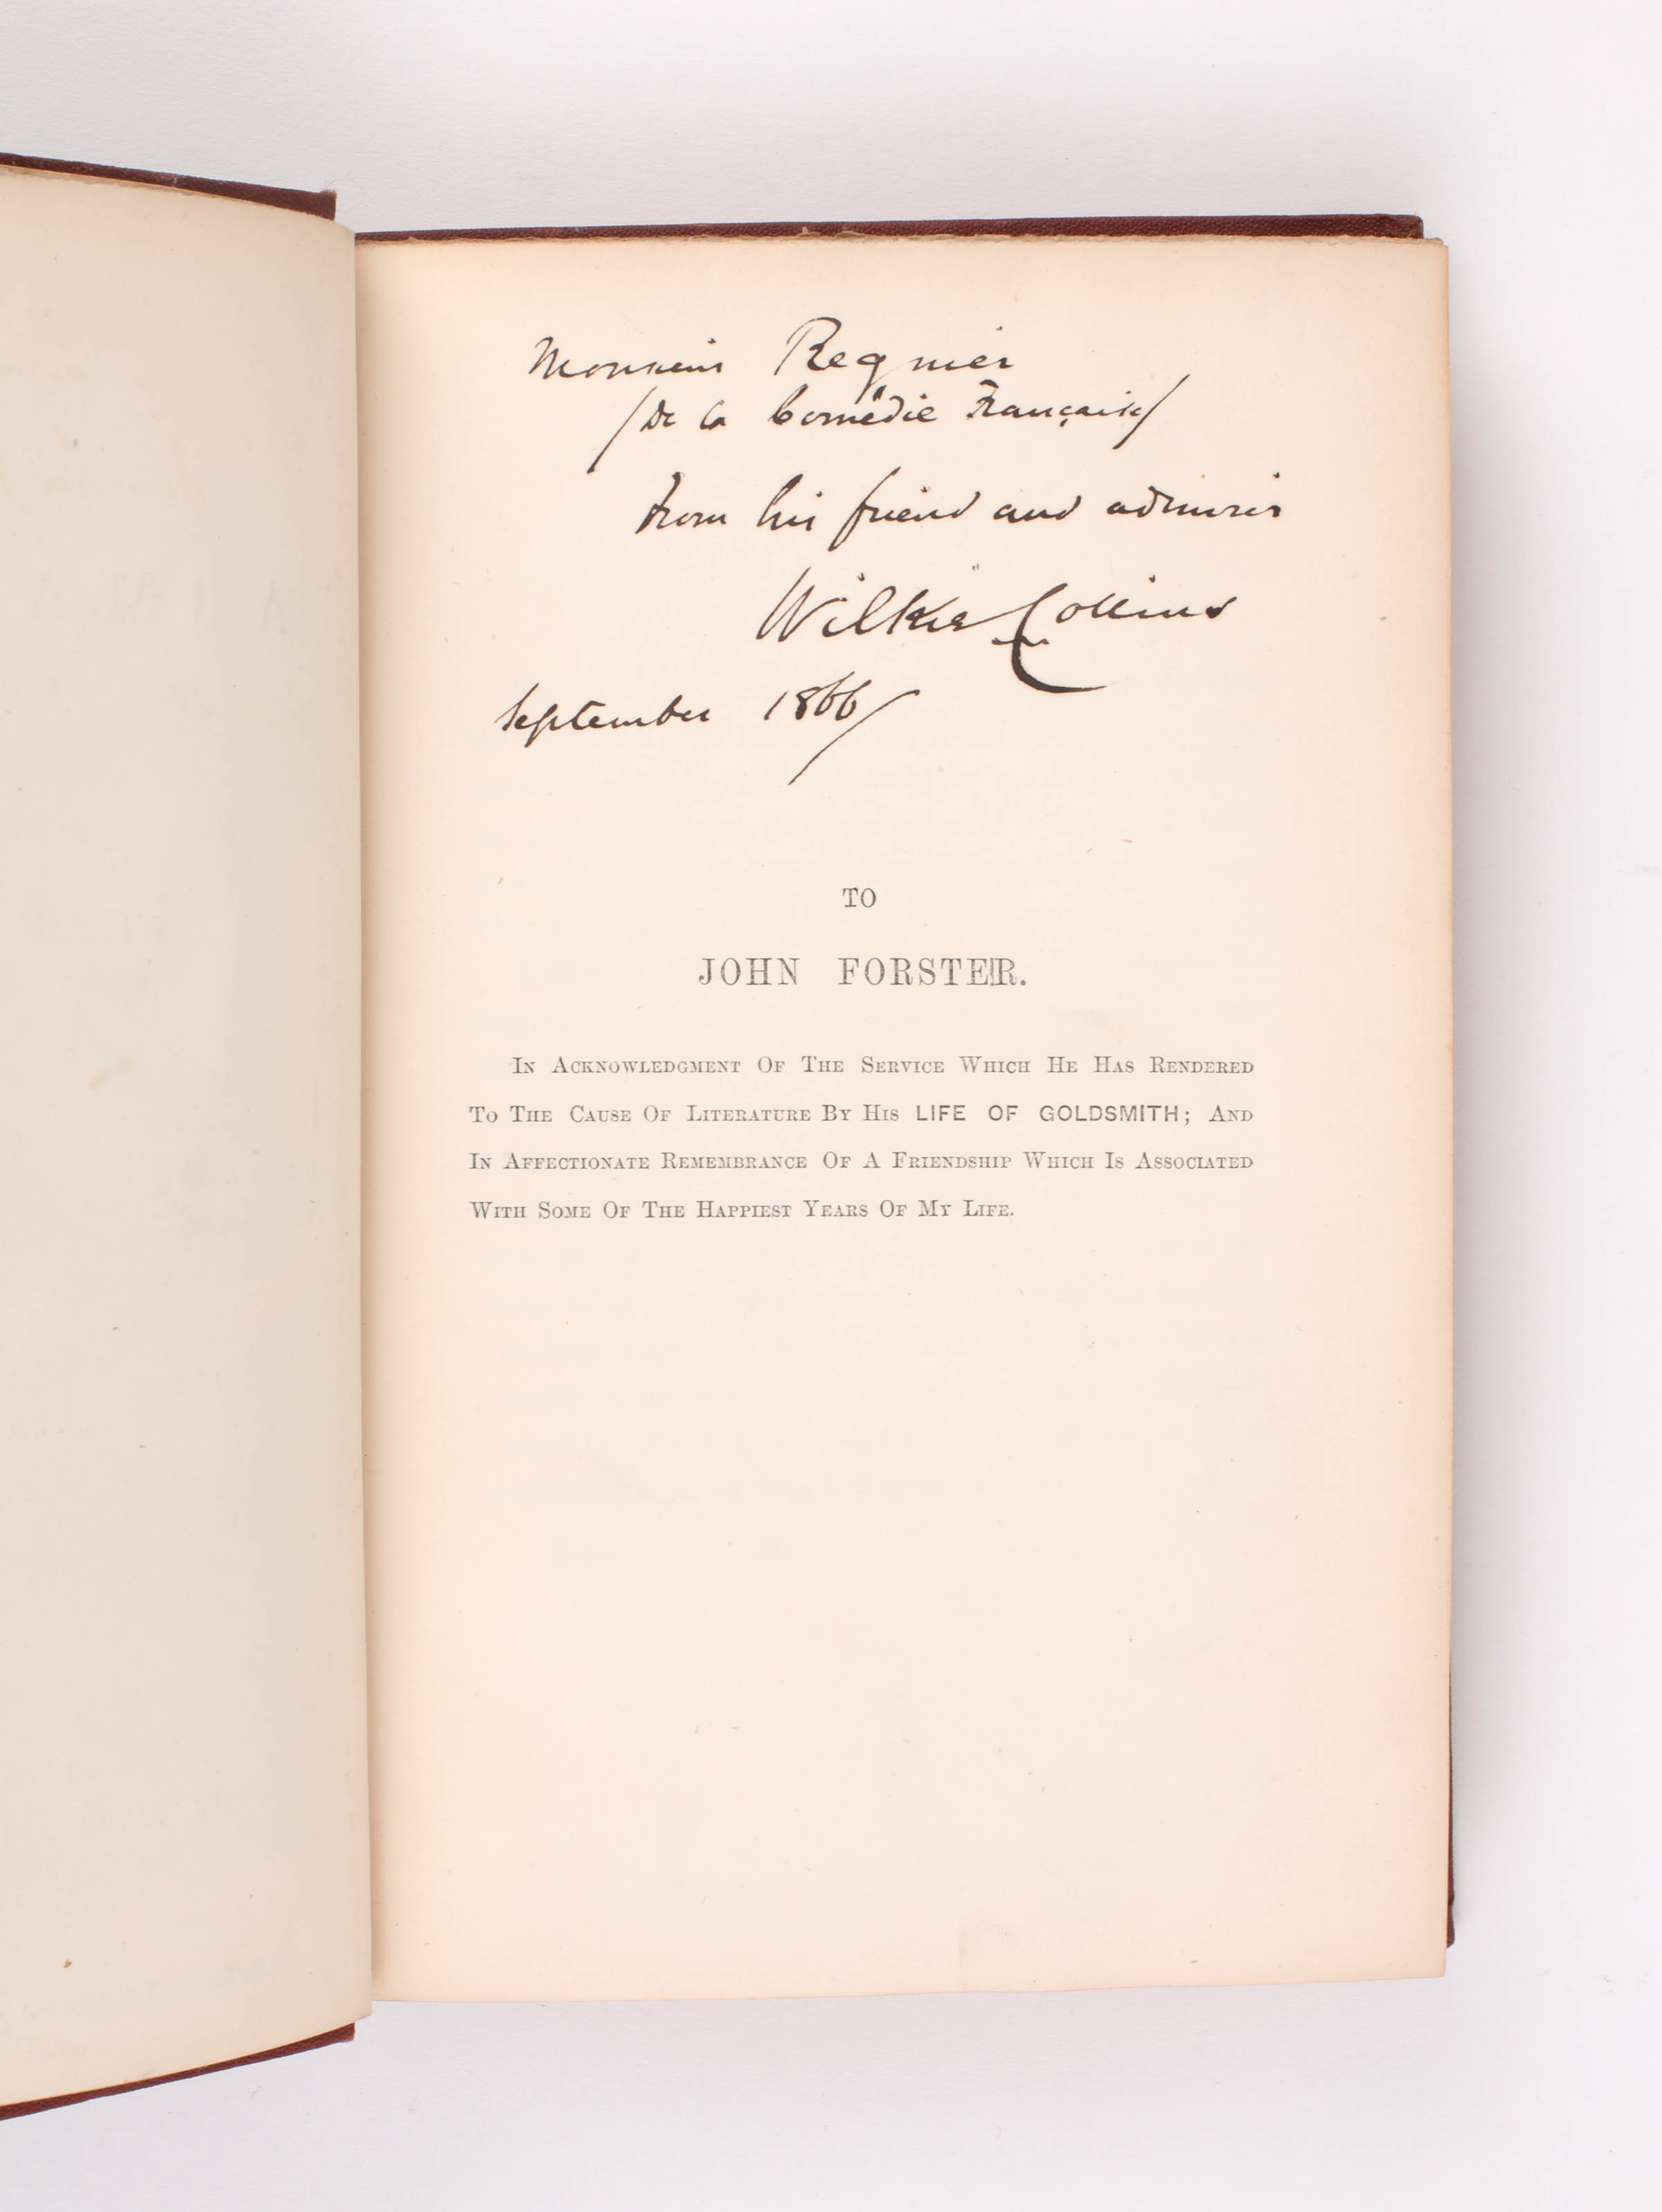 Monsieur Regnier
/De la Comédie Française/
From his friend and admirer
Wilkie Collins
September 1866/
TO
JOHN FORSTER.
In Acknowledgment Of The Service Which He Has Rendered
To The Cause Of Literature By His LIFE OF GOLDSMITH; And
In Affectionate Remembrance Of A Friendship Which Is Associated
With Some Of The Happiest Years Of My Life.